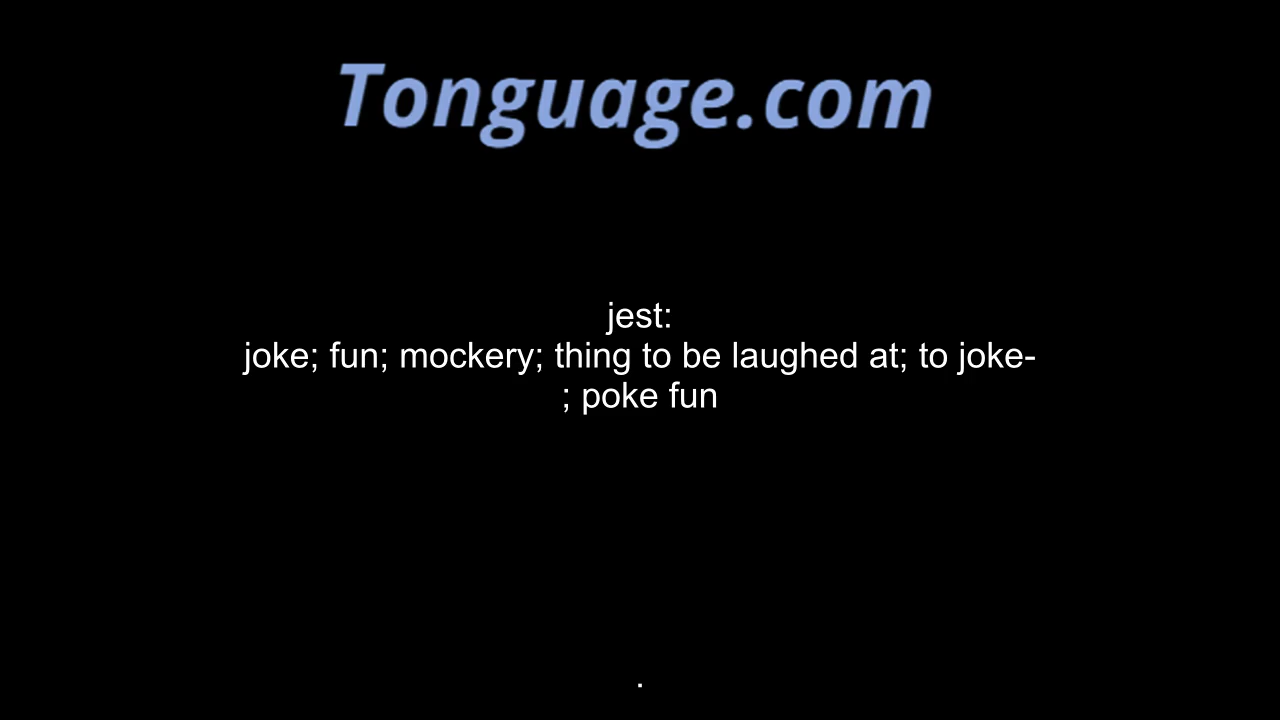 Tonguage.com
jest:
joke; fun; mockery; thing to be laughed at; to joke-
; poke fun
.